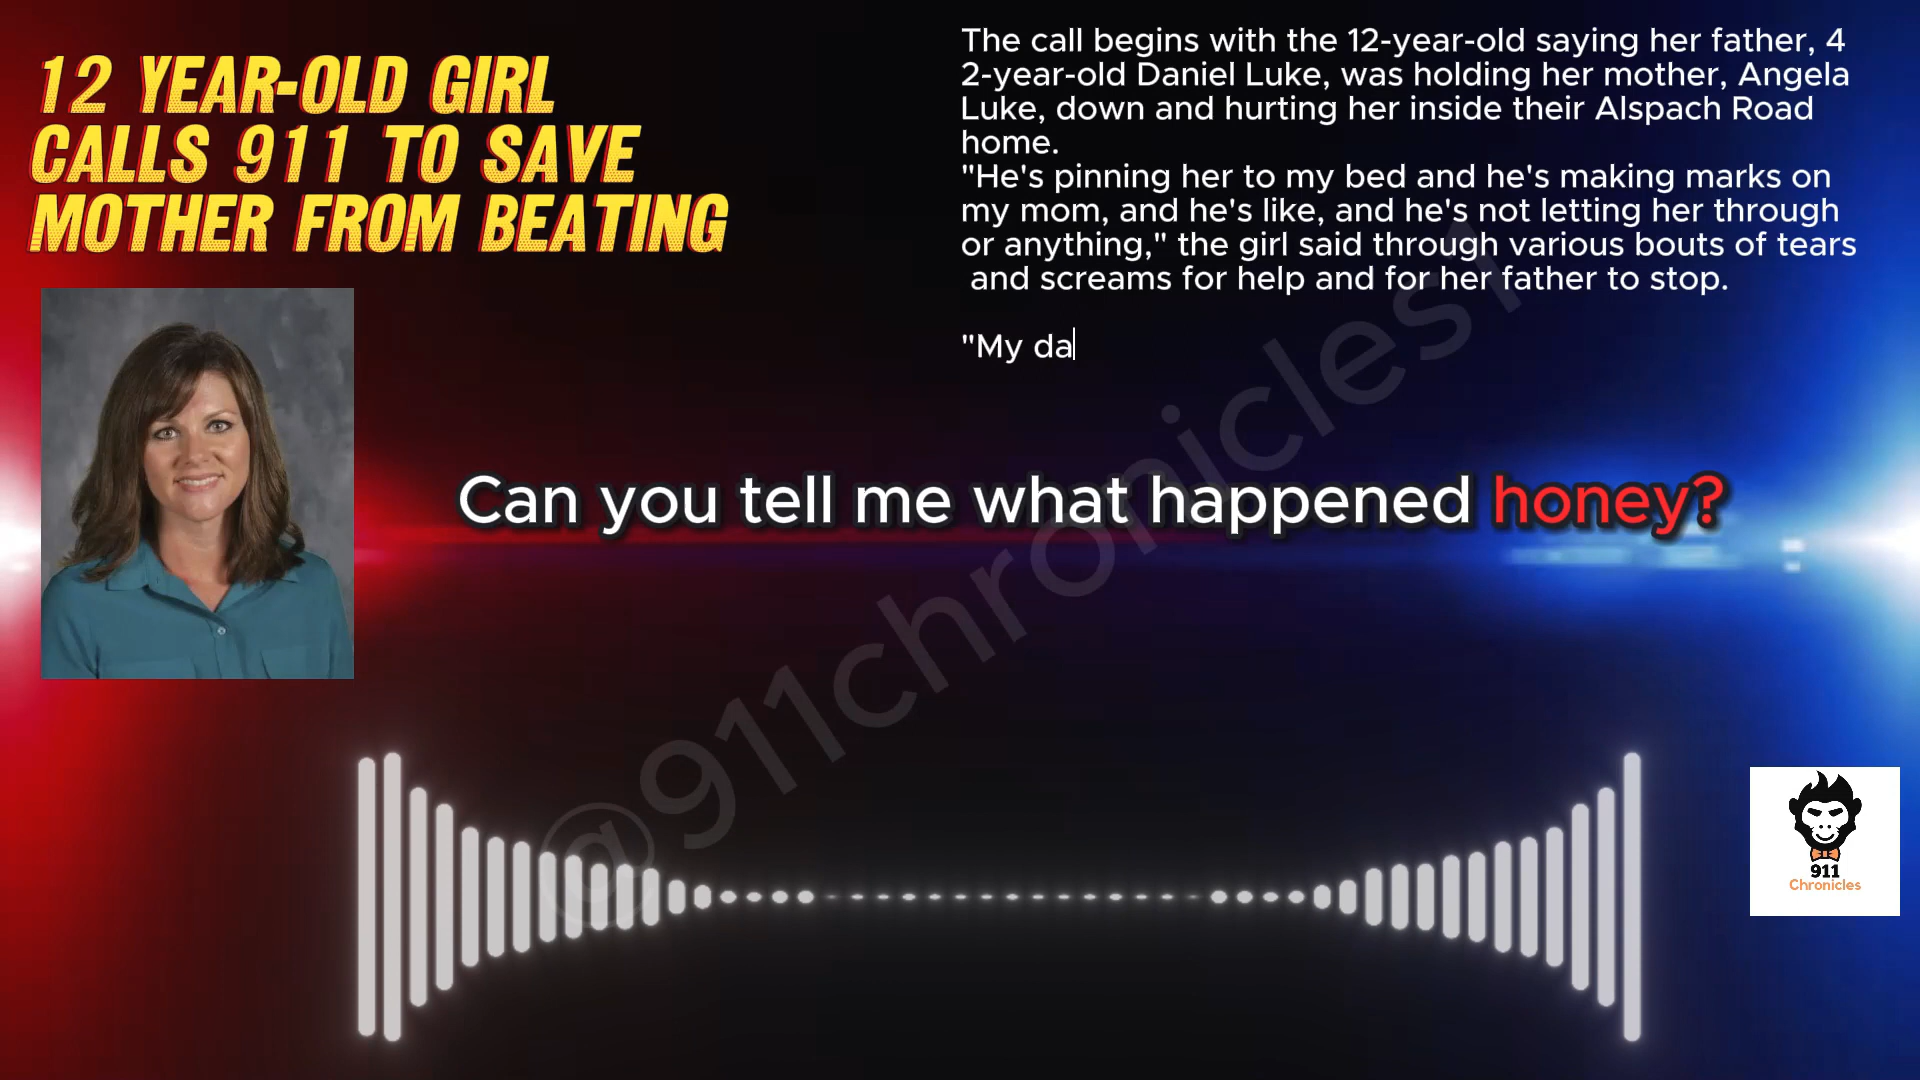 12 YEAR-OLD GIRL
CALLS 911 TO SAVE
MOTHER FROM BEATING
The call begins with the 12-year-old saying her father, 4
2-year-old Daniel Luke, was holding her mother, Angela
Luke, down and hurting her inside their Alspach Road
home.
"He's pinning her to my bed and he's making marks on
my mom, and he's like, and he's not letting her through
or anything," the girl said through various bouts of tears
and screams for help and for her father to stop.
"My da
Can you tell me what happened honey?
@911chronicles1
911
Chronicles